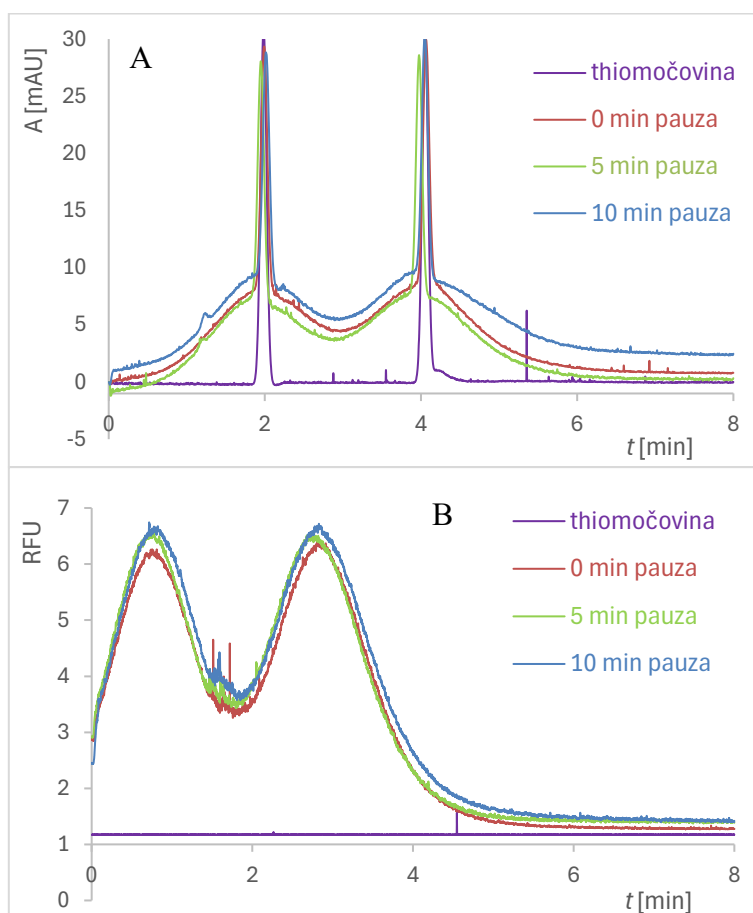 A
A [mAU]
30
25
20
15
10
5
0
-5
0 2 4 6 8
t [min]
thiomočovina
0 min pauza
5 min pauza
10 min pauza
B
RFU
7
6
5
4
3
2
1
0
0 2 4 6 8
t [min]
thiomočovina
0 min pauza
5 min pauza
10 min pauza